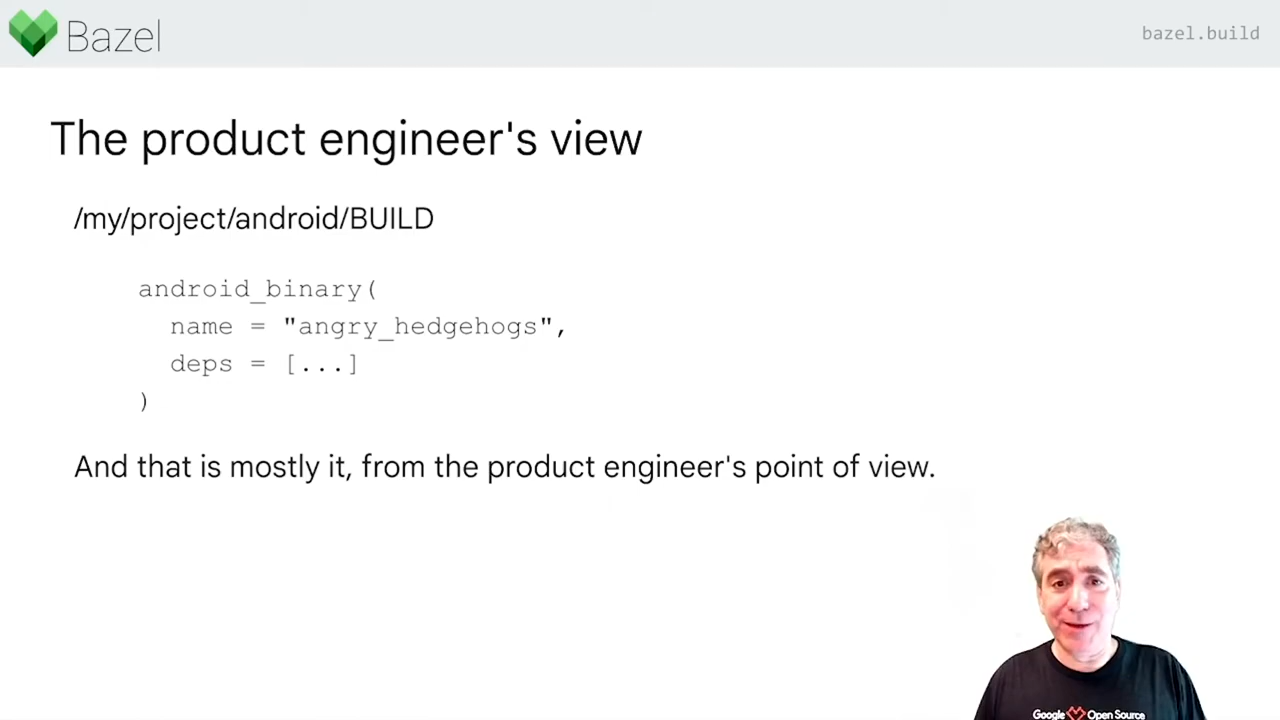 Bazel
bazel.build
The product engineer's view
/my/project/android/BUILD
android_binary(
name = "angry_hedgehogs",
deps = [...]
)
And that is mostly it, from the product engineer's point of view.
Google Open Source